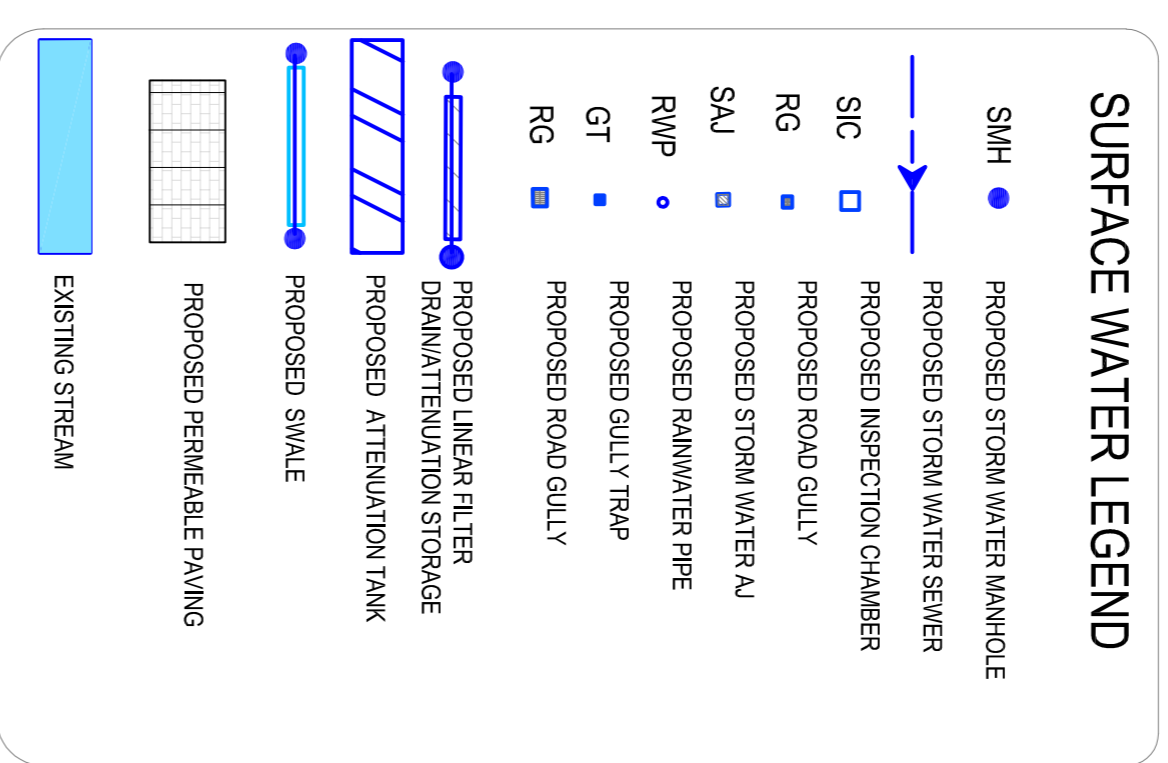 SURFACE WATER LEGEND
SMH PROPOSED STORM WATER MANHOLE
PROPOSED STORM WATER SEWER
SIC PROPOSED INSPECTION CHAMBER
RG PROPOSED ROAD GULLY
SAJ PROPOSED STORM WATER AJ
RWP PROPOSED RAINWATER PIPE
GT PROPOSED GULLY TRAP
RG PROPOSED ROAD GULLY
PROPOSED LINEAR FILTER
DRAIN/ATTENUATION STORAGE
PROPOSED ATTENUATION TANK
PROPOSED SWALE
PROPOSED PERMEABLE PAVING
EXISTING STREAM